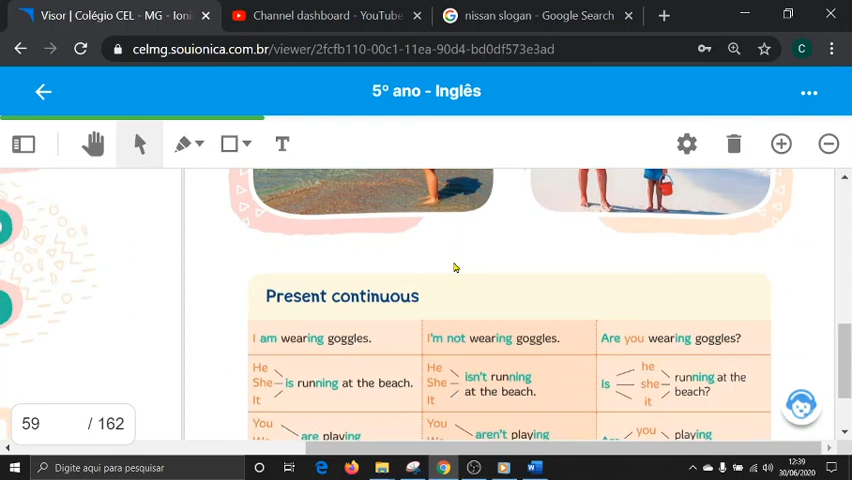 Visor | Colégio CEL - MG - Ioni
Channel dashboard - YouTube
nissan slogan - Google Search
celmg.souionica.com.br/viewer/2fcfb110-00c1-11ea-90d4-bd0df573e3ad
C
5º ano - Inglês
T
Present continuous
I am wearing goggles.
I'm not wearing goggles.
Are you wearing goggles?
He
She
It
is running at the beach.
He
She
It
isn't running
at the beach.
Is
he
she
it
running at the
beach?
You
are playing
You
aren't playing
you
playing
59 / 162
Digite aqui para pesquisar
12:39
30/06/2020